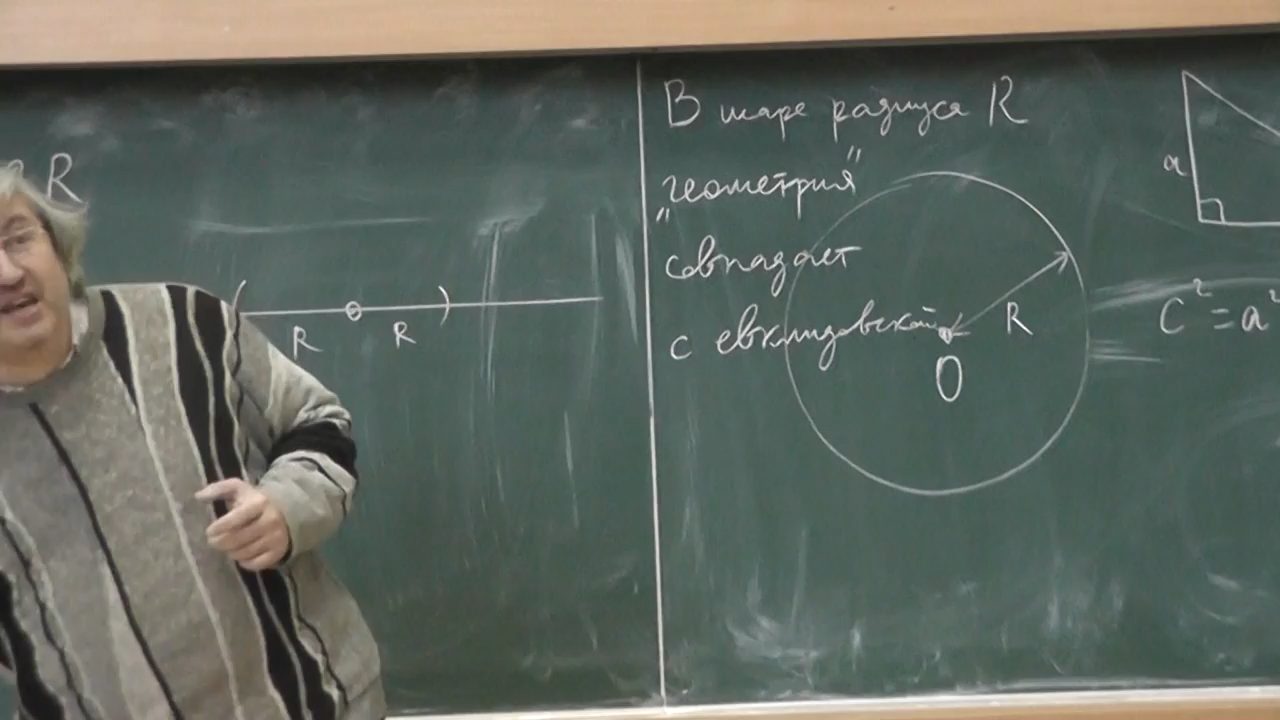 R
R R
В шаре радиуса R
„геометрия”
совпадает
с евклидовской
R
O
a
C² = a²